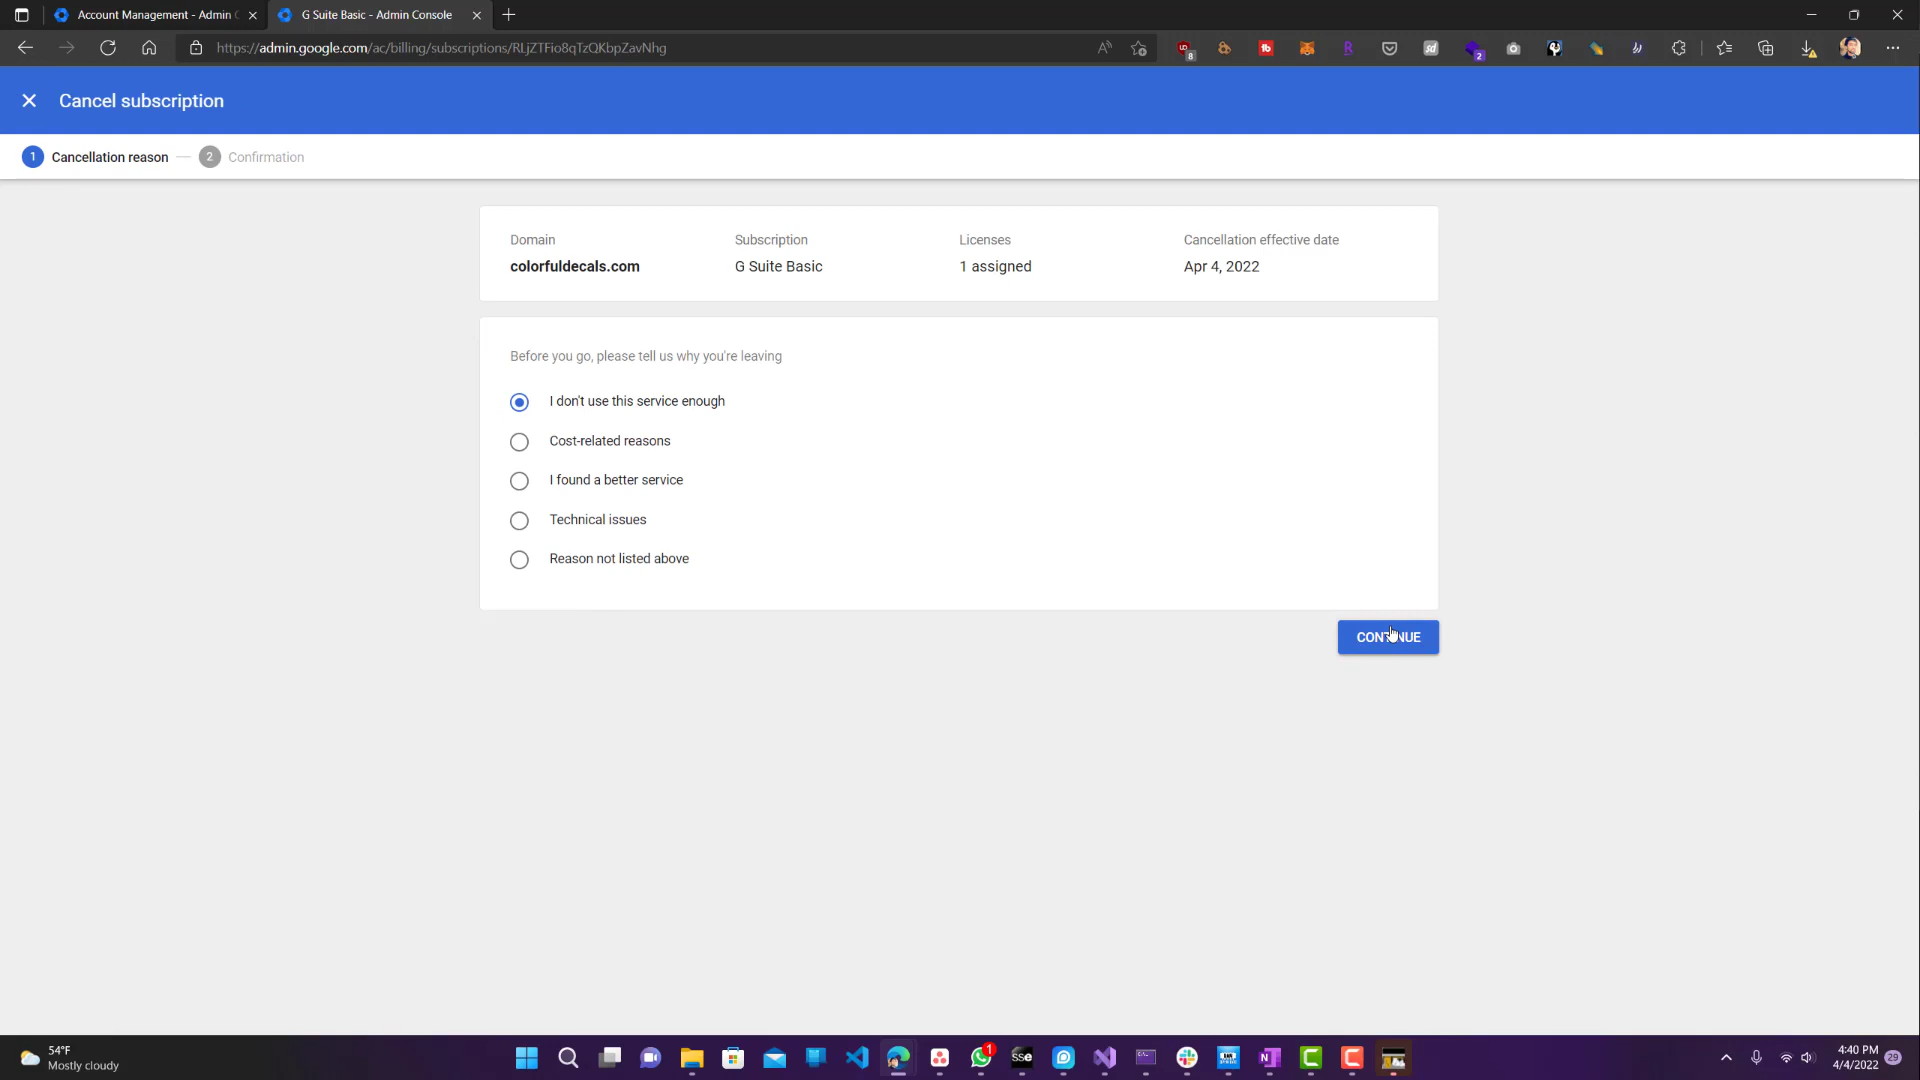 Account Management - Admin C
G Suite Basic - Admin Console
https://admin.google.com/ac/billing/subscriptions/RLjZTFio8qTzQKbpZavNhg
Cancel subscription
1 Cancellation reason — 2 Confirmation
Domain Subscription Licenses Cancellation effective date
colorfuldecals.com G Suite Basic 1 assigned Apr 4, 2022
Before you go, please tell us why you're leaving
I don't use this service enough
Cost-related reasons
I found a better service
Technical issues
Reason not listed above
CONTINUE
54°F
Mostly cloudy
4:40 PM
4/4/2022
29